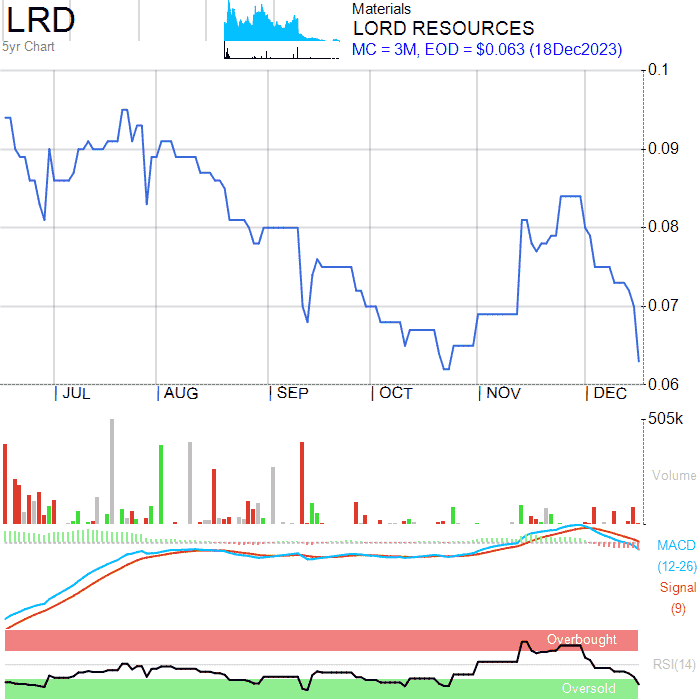 LRD
5yr Chart
Materials
LORD RESOURCES
MC = 3M, EOD = $0.063 (18Dec2023)
0.1
0.09
0.08
0.07
0.06
JUL
AUG
SEP
OCT
NOV
DEC
505k
Volume
MACD
(12-26)
Signal
(9)
Overbought
RSI(14)
Oversold